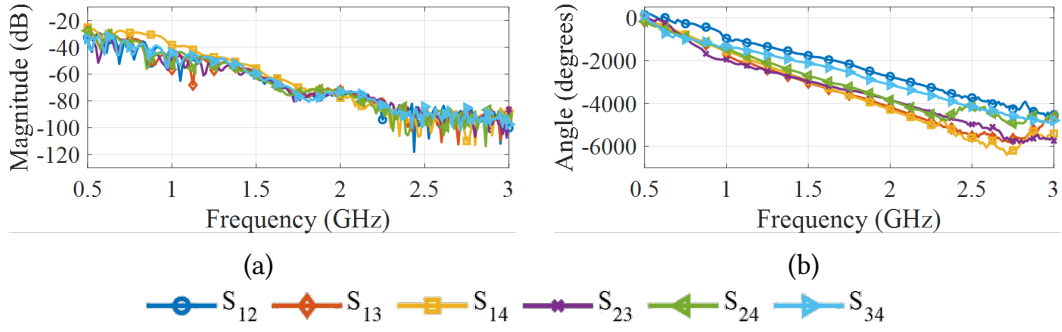 Magnitude (dB)
-20
-40
-60
-80
-100
-120
0.5 1 1.5 2 2.5 3
Frequency (GHz)
(a)
Angle (degrees)
0
-2000
-4000
-6000
0.5 1 1.5 2 2.5 3
Frequency (GHz)
(b)
S12 S13 S14 S23 S24 S34